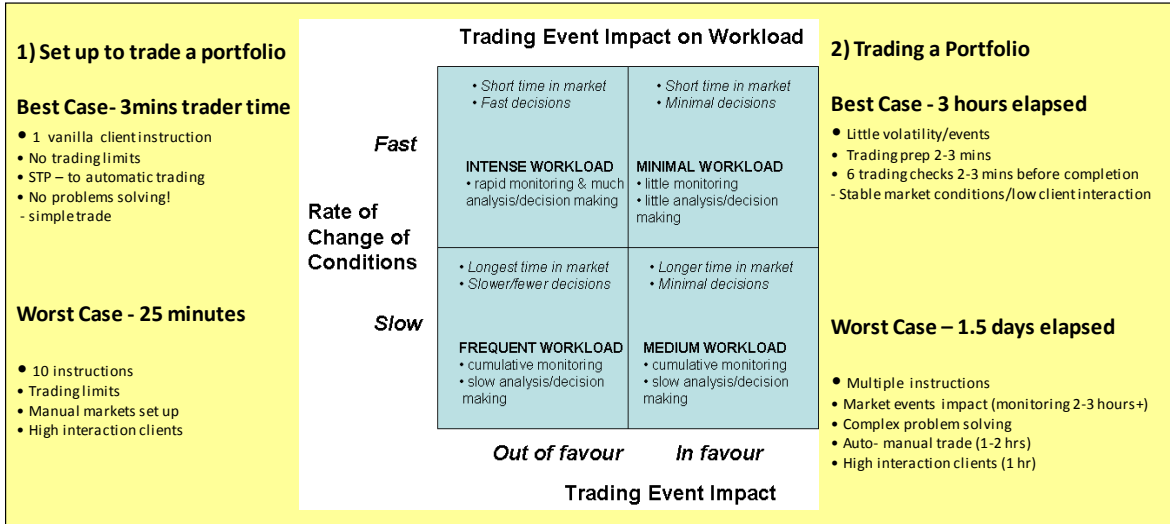 1) Set up to trade a portfolio
Best Case- 3mins trader time
• 1 vanilla client instruction
• No trading limits
• STP – to automatic trading
• No problems solving!
- simple trade
Worst Case - 25 minutes
• 10 instructions
• Trading limits
• Manual markets set up
• High interaction clients
Trading Event Impact on Workload
Fast
Rate of
Change of
Conditions
Slow
• Short time in market
• Fast decisions
INTENSE WORKLOAD
• rapid monitoring & much
analysis/decision making
• Short time in market
• Minimal decisions
MINIMAL WORKLOAD
• little monitoring
• little analysis/decision
making
• Longest time in market
• Slower/fewer decisions
FREQUENT WORKLOAD
• cumulative monitoring
• slow analysis/decision
making
• Longer time in market
• Minimal decisions
MEDIUM WORKLOAD
• cumulative monitoring
• slow analysis/decision
making
Out of favour
In favour
Trading Event Impact
2) Trading a Portfolio
Best Case - 3 hours elapsed
• Little volatility/events
• Trading prep 2-3 mins
• 6 trading checks 2-3 mins before completion
- Stable market conditions/low client interaction
Worst Case – 1.5 days elapsed
• Multiple instructions
• Market events impact (monitoring 2-3 hours+)
• Complex problem solving
• Auto- manual trade (1-2 hrs)
• High interaction clients (1 hr)